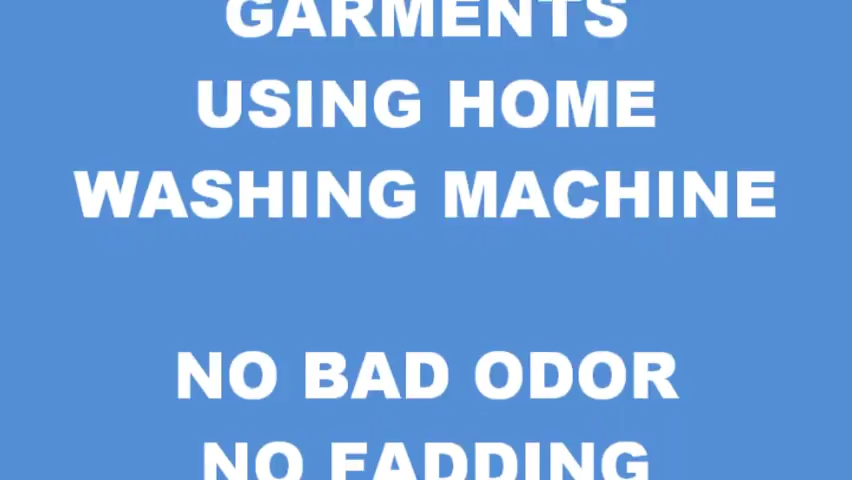 GARMENTS
USING HOME
WASHING MACHINE
NO BAD ODOR
NO FADDING